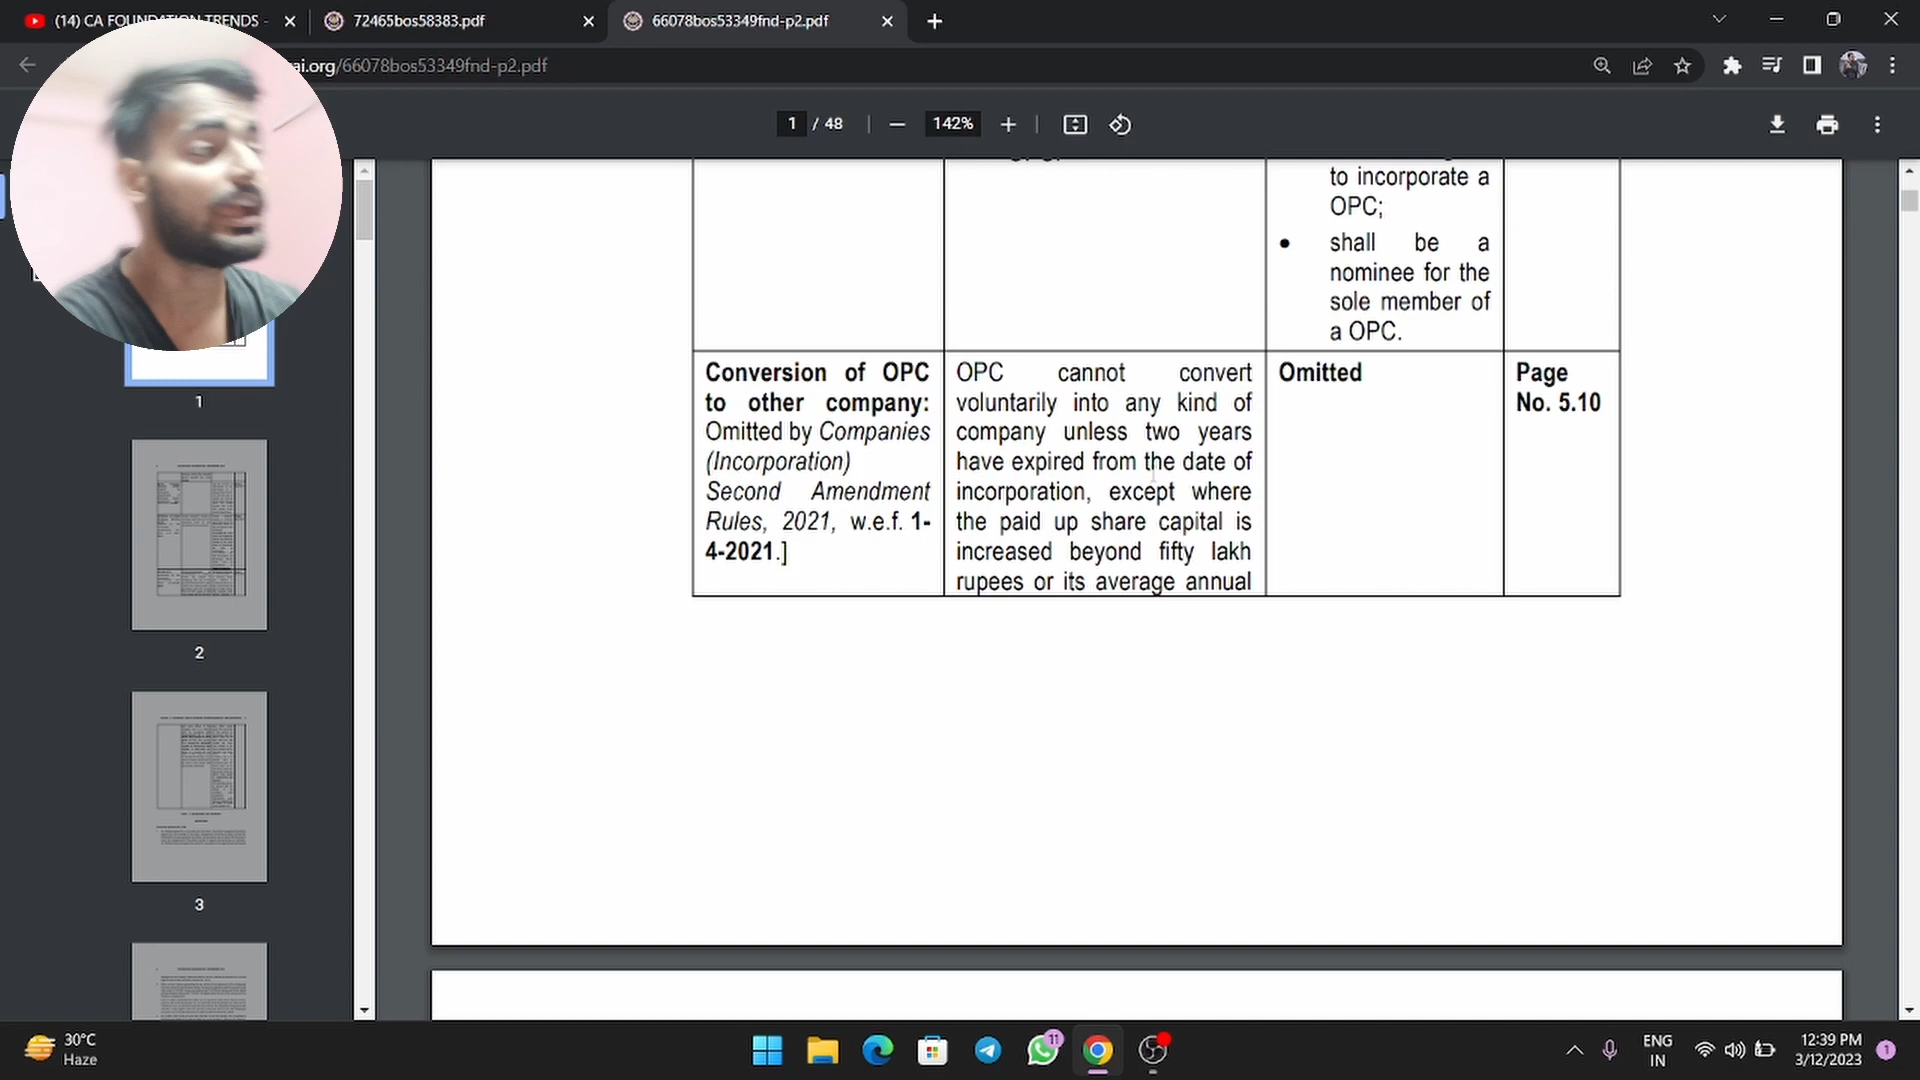 (14) CA FOUNDATION TRENDS -
72465bos58383.pdf
66078bos53349fnd-p2.pdf
ai.org/66078bos53349fnd-p2.pdf
1 / 48
142%
to incorporate a
OPC;
• shall be a
nominee for the
sole member of
a OPC.
Conversion of OPC
to other company:
Omitted by Companies
(Incorporation)
Second Amendment
Rules, 2021, w.e.f. 1-
4-2021.]
OPC cannot convert
voluntarily into any kind of
company unless two years
have expired from the date of
incorporation, except where
the paid up share capital is
increased beyond fifty lakh
rupees or its average annual
Omitted
Page
No. 5.10
1
2
3
30°C
Haze
11
ENG
IN
12:39 PM
3/12/2023
1